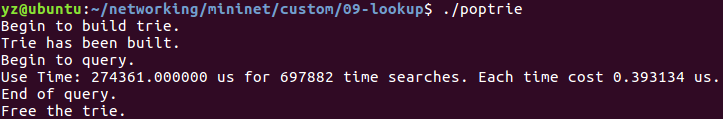 yz@ubuntu:~/networking/mininet/custom/09-lookup$ ./poptrie
Begin to build trie.
Trie has been built.
Begin to query.
Use Time: 274361.000000 us for 697882 time searches. Each time cost 0.393134 us.
End of query.
Free the trie.